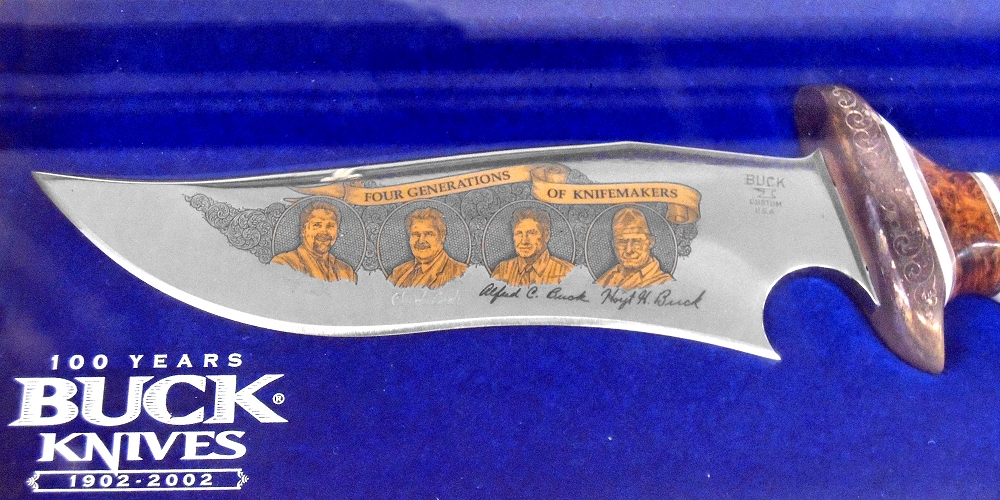 FOUR GENERATIONS OF KNIFEMAKERS
BUCK
CUSTOM
U.S.A
Alfred C. Buck Hoyt H. Buck
100 YEARS
BUCK®
KNIVES
1902-2002